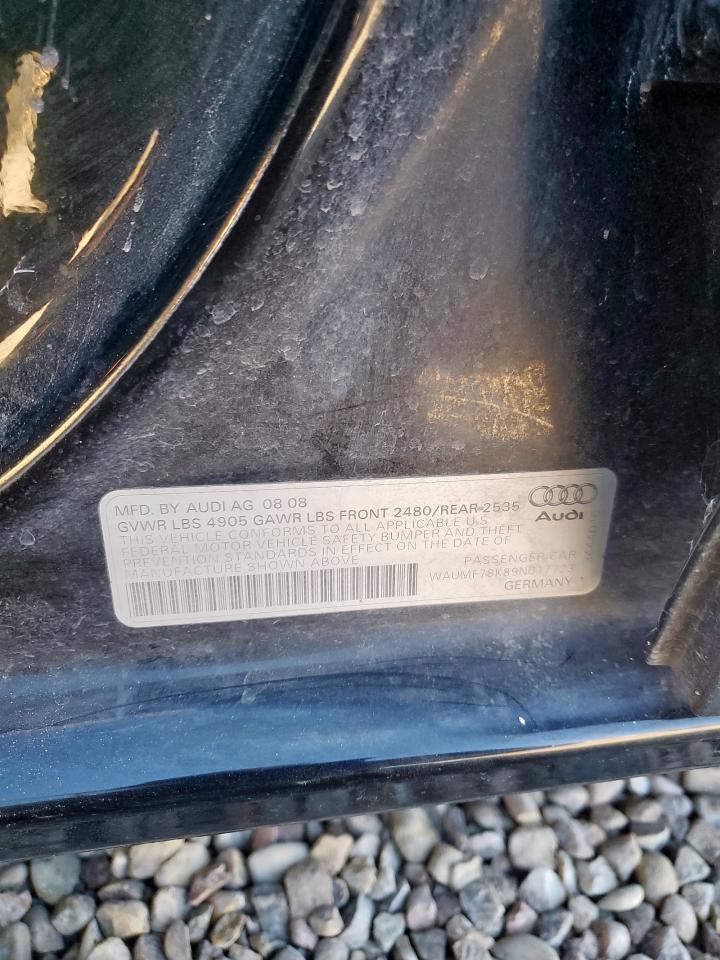 MFD. BY AUDI AG 08 08
GVWR LBS 4905 GAWR LBS FRONT 2480/REAR 2535
THIS VEHICLE CONFORMS TO ALL APPLICABLE U.S
FEDERAL MOTOR VEHICLE SAFETY BUMPER AND THEFT
PREVENTION STANDARDS IN EFFECT ON THE DATE OF
MANUFACTURE SHOWN ABOVE
Audi
PASSENGER CAR
GERMANY